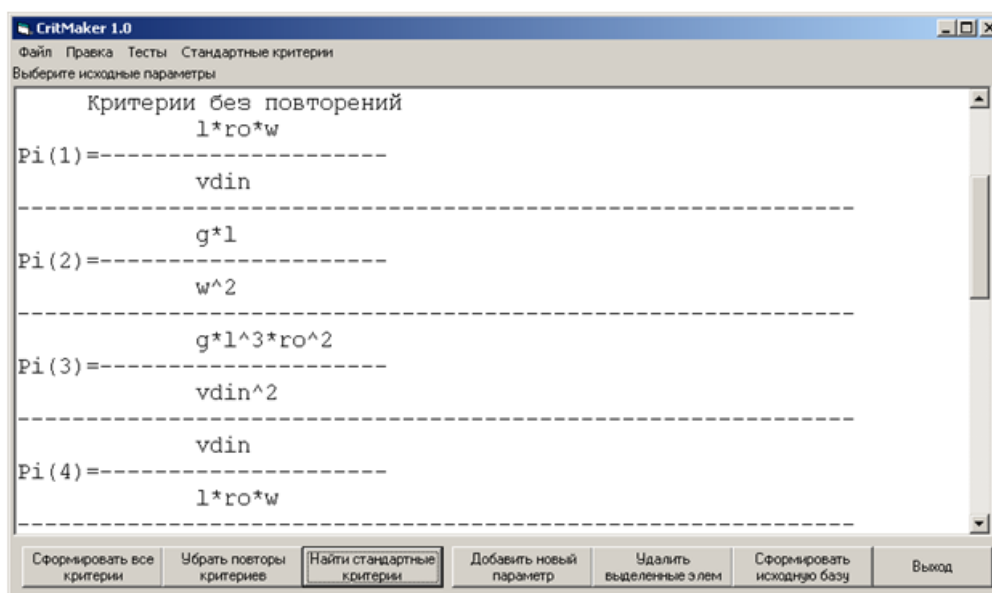 CritMaker 1.0
Файл Правка Тесты Стандартные критерии
Выберите исходные параметры
Критерии без повторений
l*ro*w
Pi(1)=---------------------
vdin
-------------------------------------------------------------
g*l
Pi(2)=---------------------
w^2
-------------------------------------------------------------
g*l^3*ro^2
Pi(3)=---------------------
vdin^2
-------------------------------------------------------------
vdin
Pi(4)=---------------------
l*ro*w
-------------------------------------------------------------
Сформировать все критерии
Убрать повторы критериев
Найти стандартные критерии
Добавить новый параметр
Удалить выделенные элем
Сформировать исходную базу
Выход